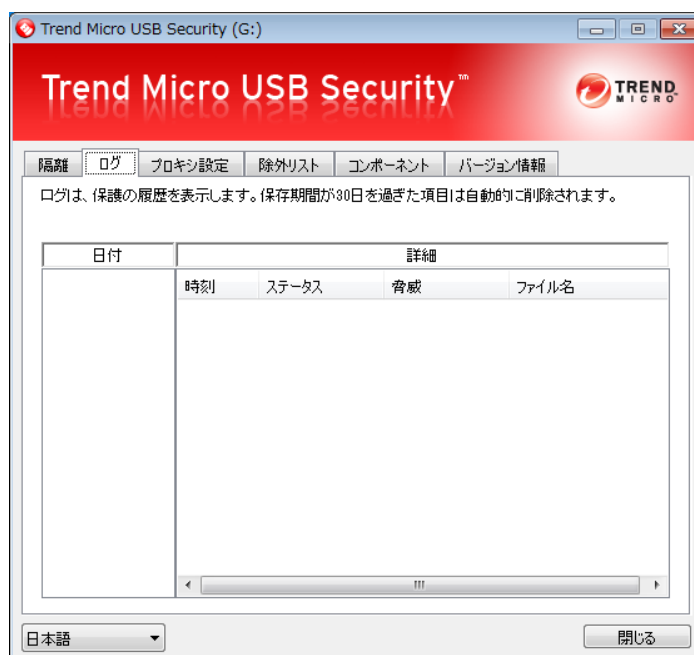 Trend Micro USB Security (G:)
Trend Micro USB Security™
TREND
MICRO
隔離 ログ プロキシ設定 除外リスト コンポーネント バージョン情報
ログは、保護の履歴を表示します。保存期間が30日を過ぎた項目は自動的に削除されます。
日付 詳細
時刻 ステータス 脅威 ファイル名
日本語 閉じる